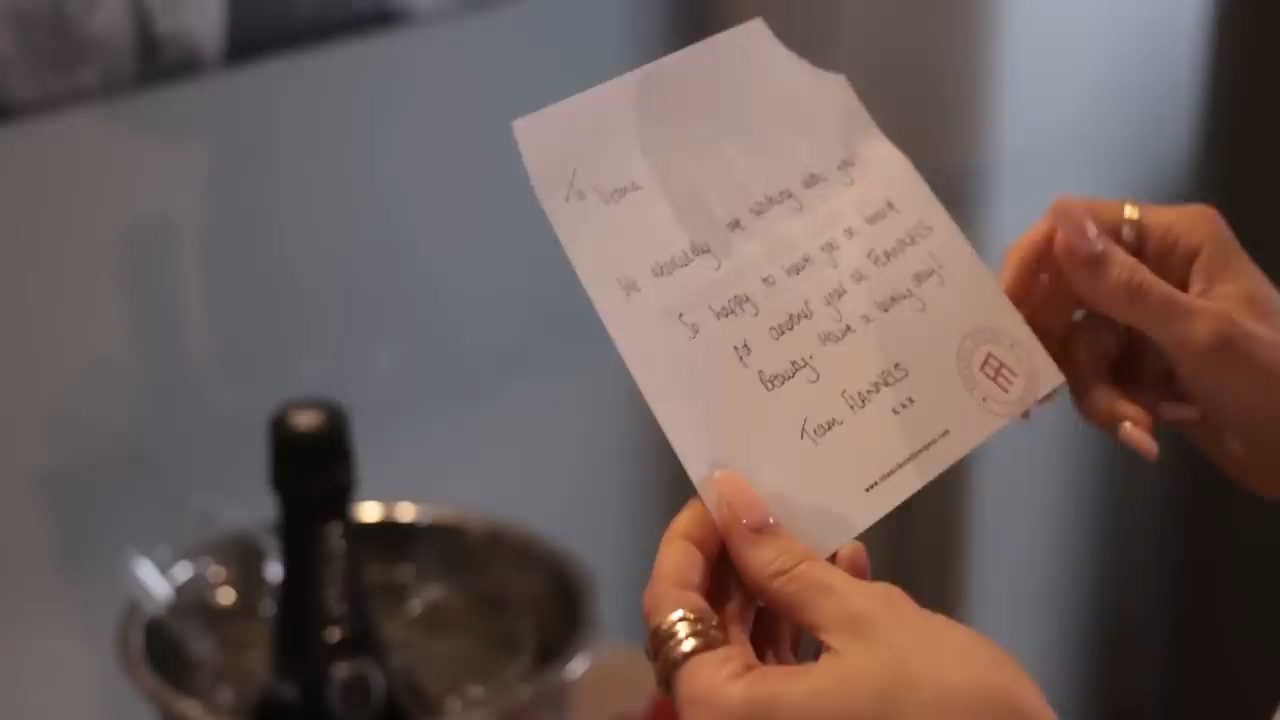 To
We absolutely love working with you
So happy to have you on board
for another year at FLANNELS
Beauty. Have a lovely stay!
Team FLANNELS
xxx